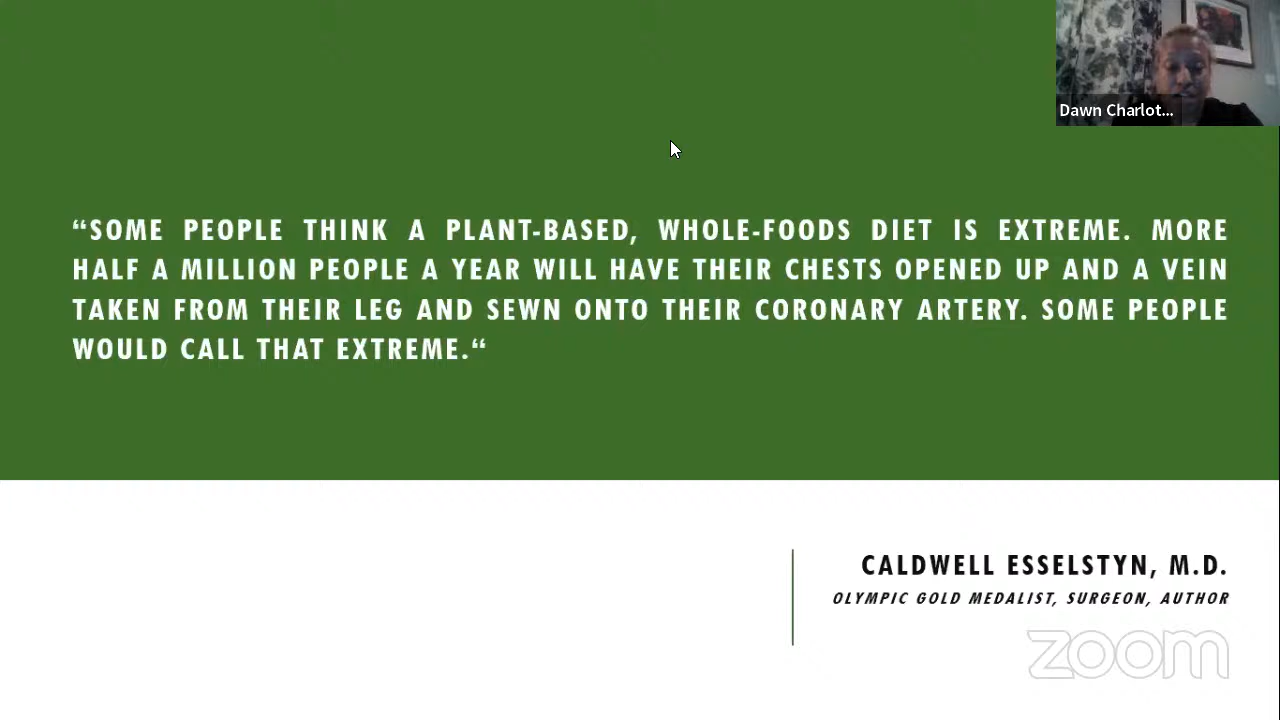 Dawn Charlot...
“SOME PEOPLE THINK A PLANT-BASED, WHOLE-FOODS DIET IS EXTREME. MORE
HALF A MILLION PEOPLE A YEAR WILL HAVE THEIR CHESTS OPENED UP AND A VEIN
TAKEN FROM THEIR LEG AND SEWN ONTO THEIR CORONARY ARTERY. SOME PEOPLE
WOULD CALL THAT EXTREME.“
CALDWELL ESSELSTYN, M.D.
OLYMPIC GOLD MEDALIST, SURGEON, AUTHOR
zoom